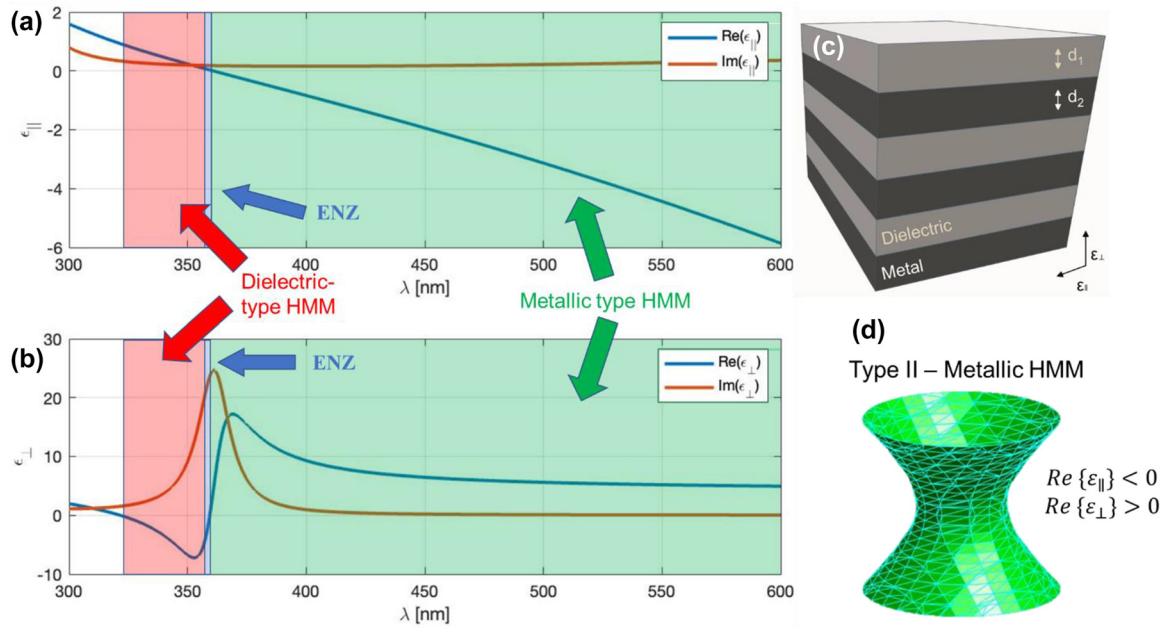 (a)
2
0
-2
-4
-6
ϵ||
Re(ϵ||)
Im(ϵ||)
ENZ
300
350
400
450
500
550
600
λ [nm]
Dielectric-
type HMM
Metallic type HMM
(b)
30
20
10
0
-10
ϵ⊥
ENZ
Re(ϵ⊥)
Im(ϵ⊥)
300
350
400
450
500
550
600
λ [nm]
(c)
d1
d2
Dielectric
Metal
ε⊥
ε||
(d)
Type II – Metallic HMM
Re {ε∥} < 0
Re {ε⊥} > 0